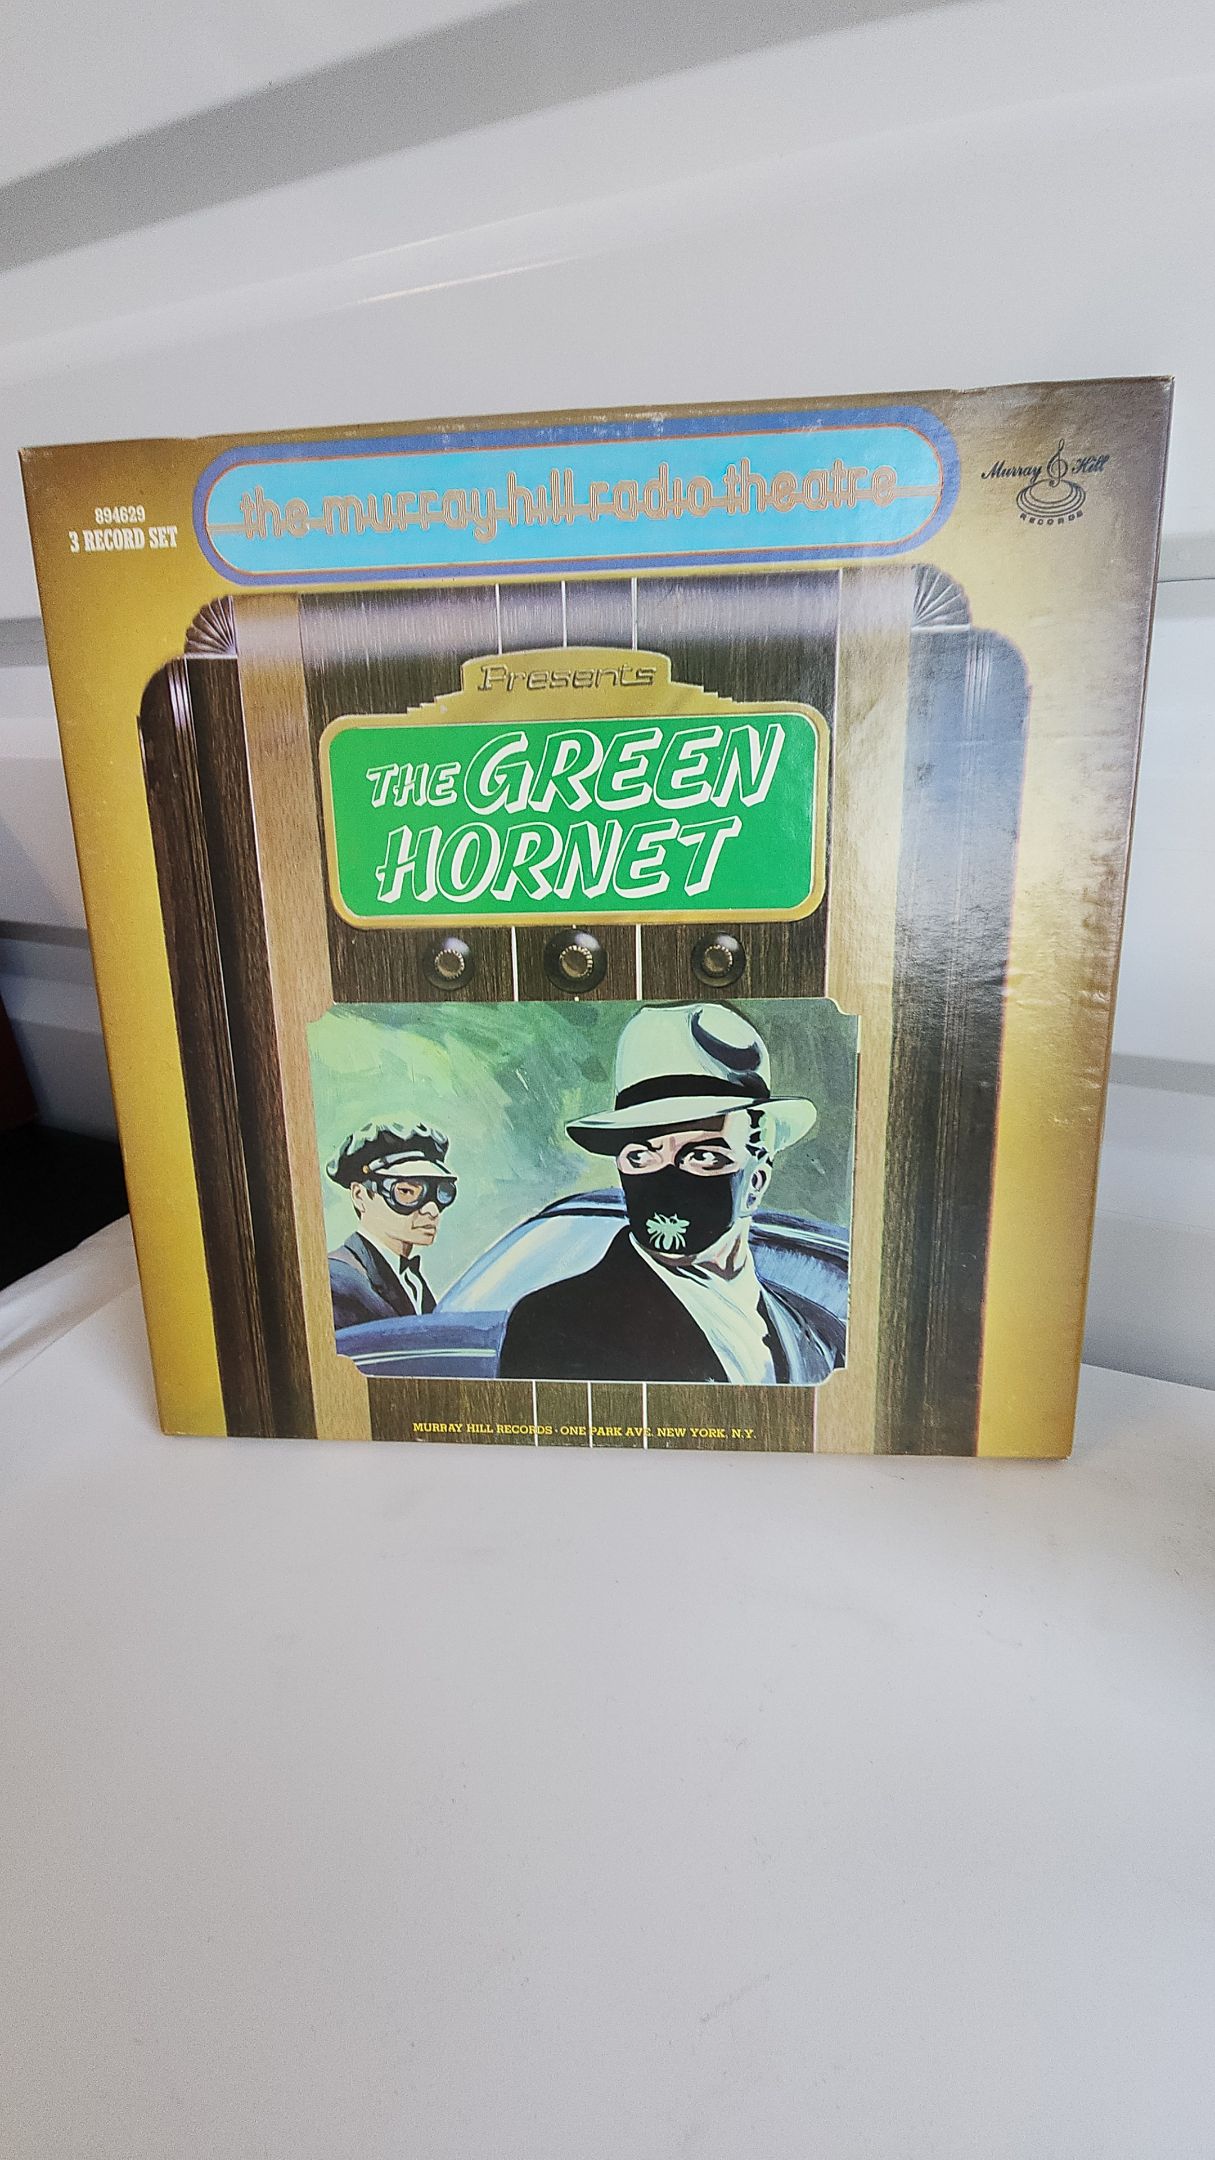 the murray hill radio theatre
Murray Hill
RECORDS
894629
3 RECORD SET
Presents
THE GREEN
HORNET
MURRAY HILL RECORDS · ONE PARK AVE. NEW YORK, N.Y.